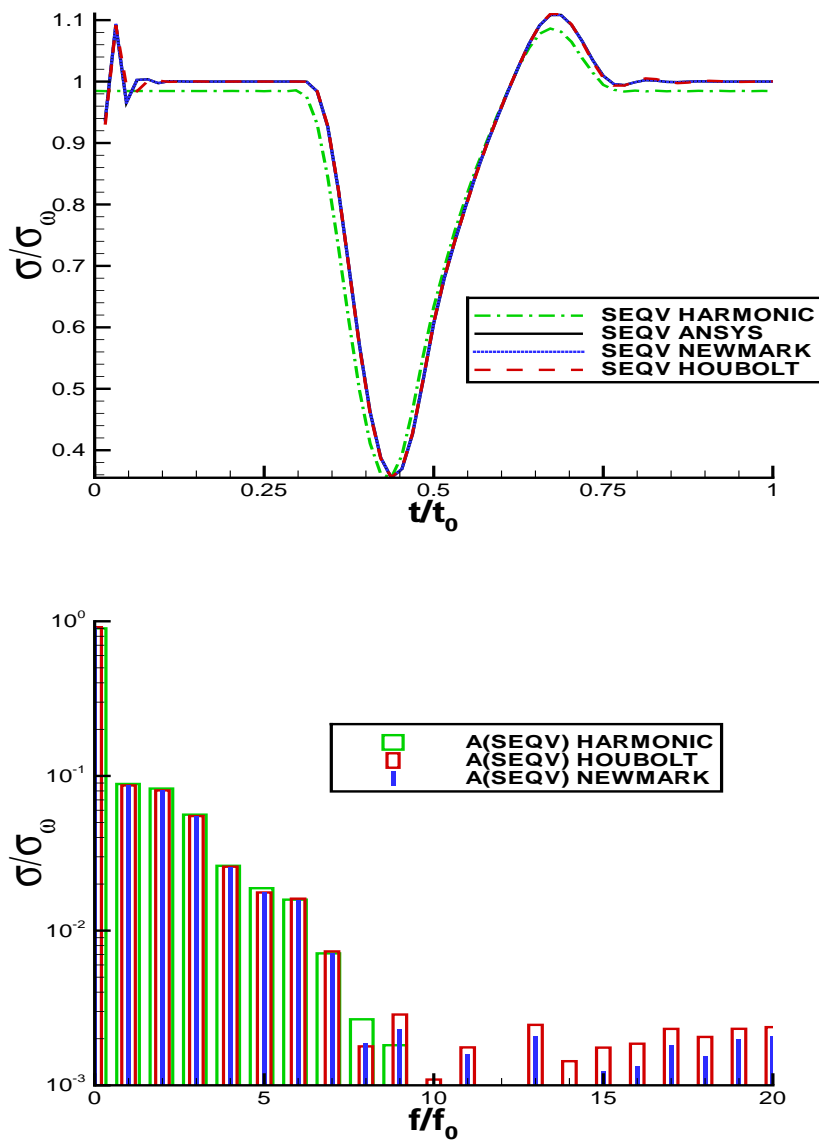 1.1
1
0.9
0.8
0.7
0.6
0.5
0.4
σ/σω
SEQV HARMONIC
SEQV ANSYS
SEQV NEWMARK
SEQV HOUBOLT
0 0.25 0.5 0.75 1
t/t0
10^0
10^-1
10^-2
10^-3
σ/σω
A(SEQV) HARMONIC
A(SEQV) HOUBOLT
A(SEQV) NEWMARK
0 5 10 15 20
f/f0